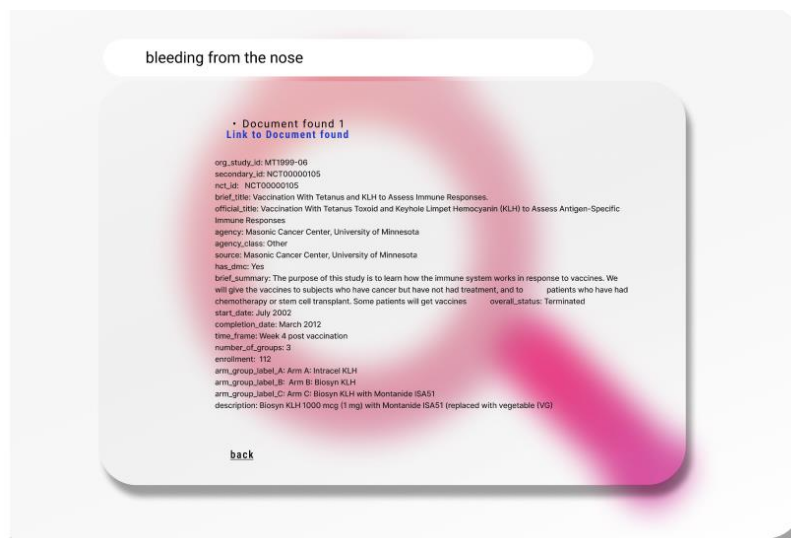 bleeding from the nose
• Document found 1
Link to Document found
org_study_id: MT1999-06
secondary_id: NCT00000105
nct_id: NCT00000105
brief_title: Vaccination With Tetanus and KLH to Assess Immune Responses.
official_title: Vaccination With Tetanus Toxoid and Keyhole Limpet Hemocyanin (KLH) to Assess Antigen-Specific
Immune Responses
agency: Masonic Cancer Center, University of Minnesota
agency_class: Other
source: Masonic Cancer Center, University of Minnesota
has_dmc: Yes
brief_summary: The purpose of this study is to learn how the immune system works in response to vaccines. We
will give the vaccines to subjects who have cancer but have not had treatment, and to patients who have had
chemotherapy or stem cell transplant. Some patients will get vaccines overall_status: Terminated
start_date: July 2002
completion_date: March 2012
time_frame: Week 4 post vaccination
number_of_groups: 3
enrollment: 112
arm_group_label_A: Arm A: Intracel KLH
arm_group_label_B: Arm B: Biosyn KLH
arm_group_label_C: Arm C: Biosyn KLH with Montanide ISA51
description: Biosyn KLH 1000 mcg (1 mg) with Montanide ISA51 (replaced with vegetable (VG)
back